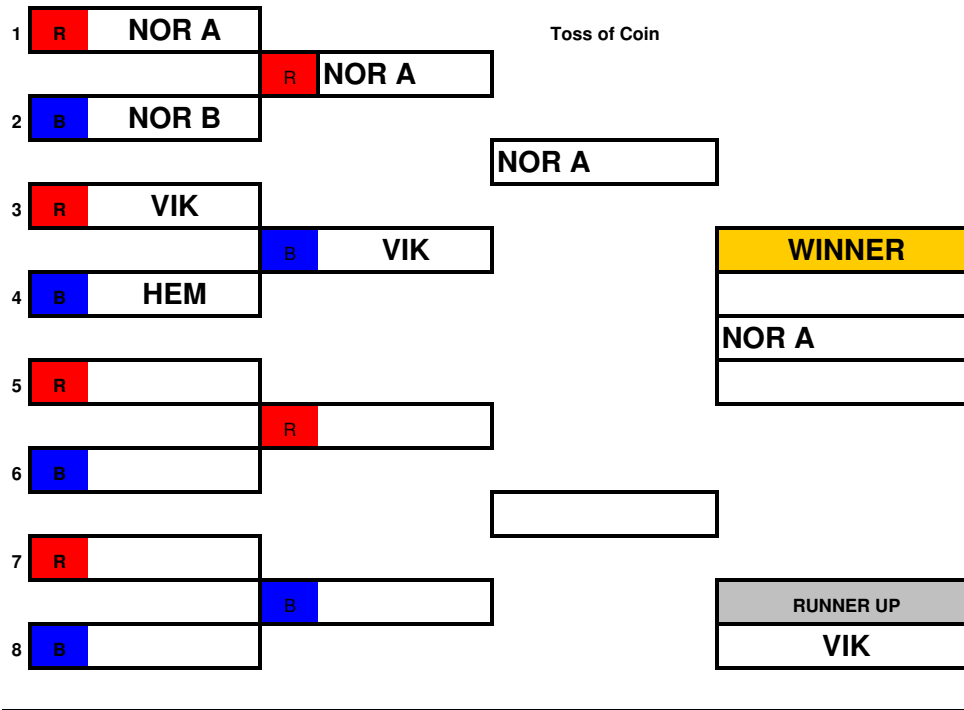 1 R NOR A
Toss of Coin
R NOR A
2 B NOR B
NOR A
3 R VIK
B VIK
WINNER
4 B HEM
NOR A
5 R
R
6 B
7 R
B
RUNNER UP
8 B
VIK